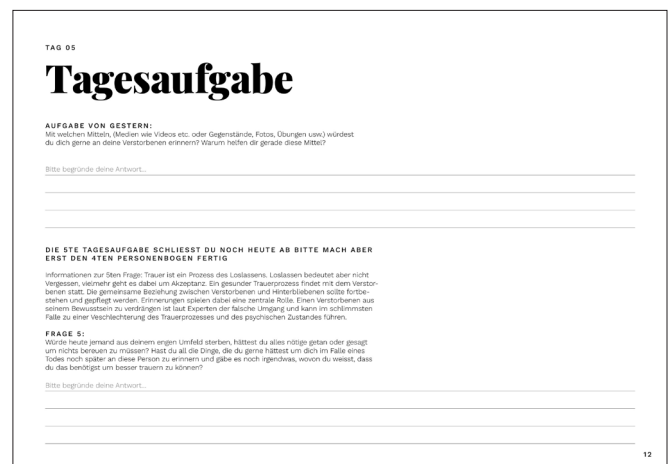 TAG 05
Tagesaufgabe
AUFGABE VON GESTERN:
Mit welchen Mitteln, (Medien wie Videos etc. oder Gegenstände, Fotos, Übungen usw.) würdest
du dich gerne an deine Verstorbenen erinnern? Warum helfen dir gerade diese Mittel?
Bitte begründe deine Antwort...
DIE 5TE TAGESAUFGABE SCHLIESST DU NOCH HEUTE AB BITTE MACH ABER
ERST DEN 4TEN PERSONENBOGEN FERTIG
Informationen zur 5ten Frage: Trauer ist ein Prozess des Loslassens. Loslassen bedeutet aber nicht
Vergessen, vielmehr geht es dabei um Akzeptanz. Ein gesunder Trauerprozess findet mit dem Verstor-
benen statt. Die gemeinsame Beziehung zwischen Verstorbenen und Hinterbliebenen sollte fortbe-
stehen und gepflegt werden. Erinnerungen spielen dabei eine zentrale Rolle. Einen Verstorbenen aus
seinem Bewusstsein zu verdrängen ist laut Experten der falsche Umgang und kann im schlimmsten
Falle zu einer Veschlechterung des Trauerprozesses und des psychischen Zustandes führen.
FRAGE 5:
Würde heute jemand aus deinem engen Umfeld sterben, hättest du alles nötige getan oder gesagt
um nichts bereuen zu müssen? Hast du all die Dinge, die du gerne hättest um dich im Falle eines
Todes noch später an diese Person zu erinnern und gäbe es noch irgendwas, wovon du weisst, dass
du das benötigst um besser trauern zu können?
Bitte begründe deine Antwort...
12